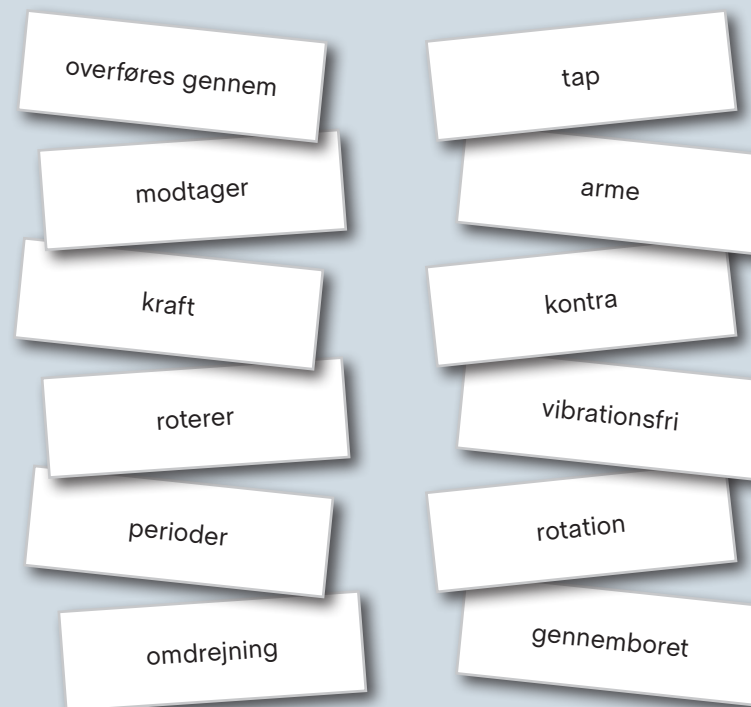 overføres gennem
modtager
kraft
roterer
perioder
omdrejning
tap
arme
kontra
vibrationsfri
rotation
gennemboret